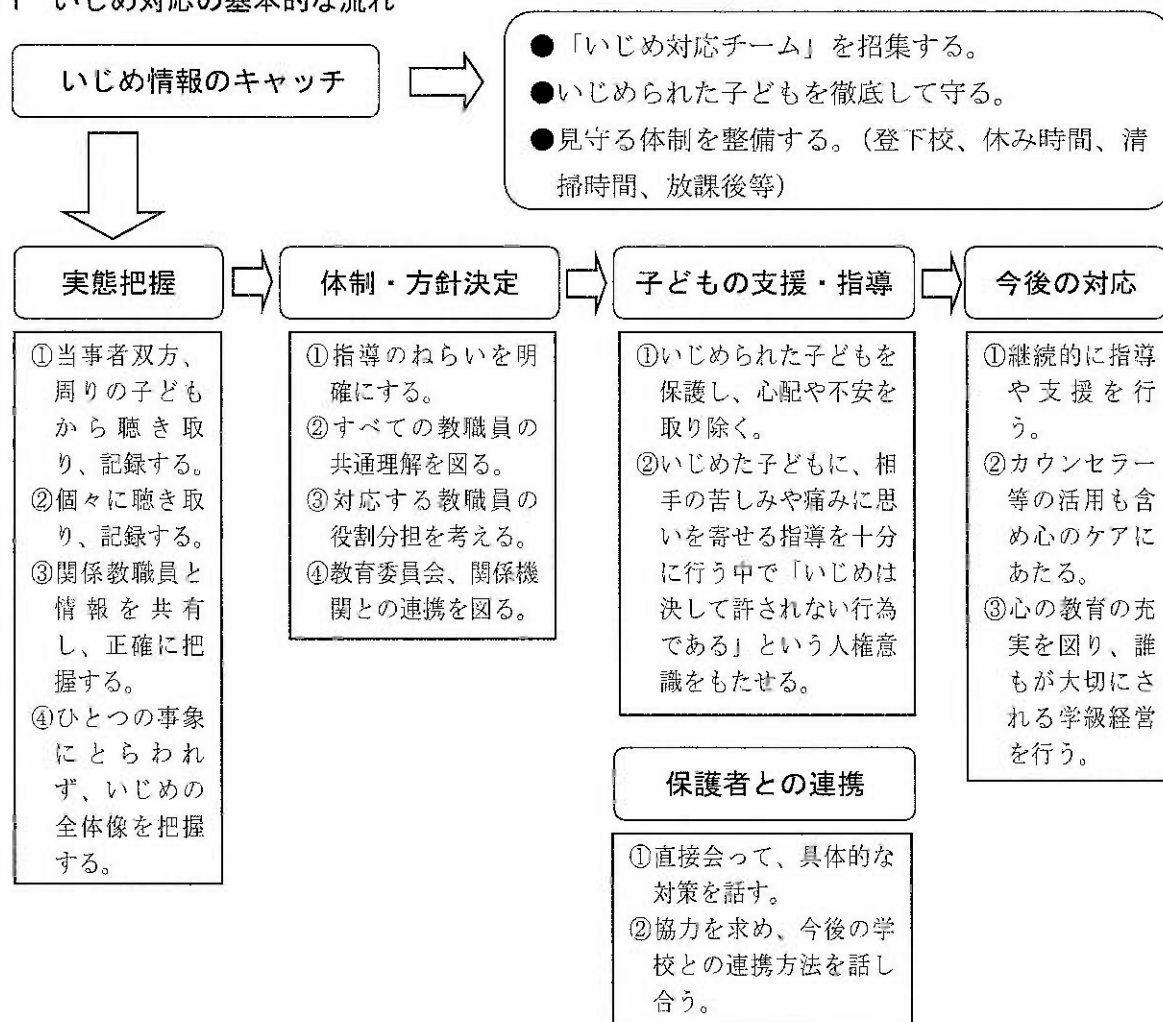 1 いじめ対応の基本的な流れ
いじめ情報のキャッチ
●「いじめ対応チーム」を招集する。
●いじめられた子どもを徹底して守る。
●見守る体制を整備する。（登下校、休み時間、清
掃時間、放課後等）
実態把握
①当事者双方、
周りの子ども
から聴き取
り、記録する。
②個々に聴き取
り、記録する。
③関係教職員と
情報を共有
し、正確に把
握する。
④ひとつの事象
にとらわれ
ず、いじめの
全体像を把握
する。
体制・方針決定
①指導のねらいを明
確にする。
②すべての教職員の
共通理解を図る。
③対応する教職員の
役割分担を考える。
④教育委員会、関係機
関との連携を図る。
子どもの支援・指導
①いじめられた子どもを
保護し、心配や不安を
取り除く。
②いじめた子どもに、相
手の苦しみや痛みに思
いを寄せる指導を十分
に行う中で「いじめは
決して許されない行為
である」という人権意
識をもたせる。
保護者との連携
①直接会って、具体的な
対策を話す。
②協力を求め、今後の学
校との連携方法を話し
合う。
今後の対応
①継続的に指導
や支援を行
う。
②カウンセラー
等の活用も含
め心のケアに
あたる。
③心の教育の充
実を図り、誰
もが大切にさ
れる学級経営
を行う。